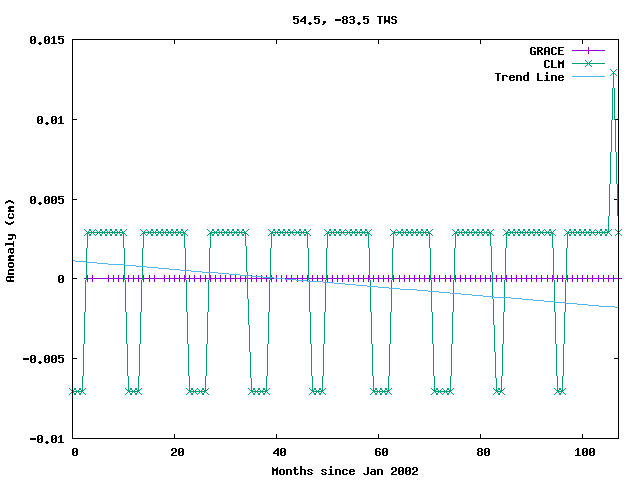 54.5, -83.5 TWS
GRACE
CLM
Trend Line
0.015
0.01
0.005
0
-0.005
-0.01
Anomaly (cm)
0 20 40 60 80 100
Months since Jan 2002